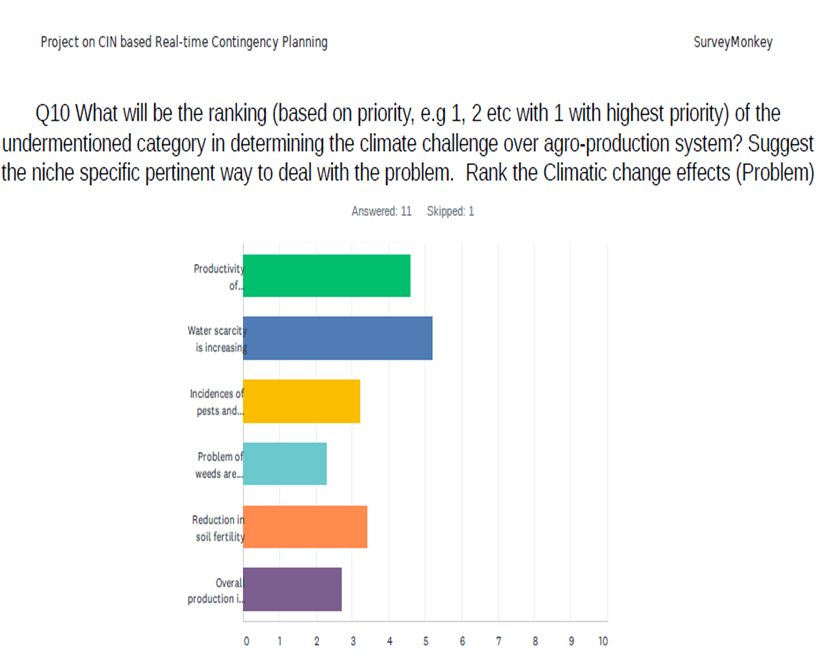 Project on CIN based Real-time Contingency Planning SurveyMonkey
Q10 What will be the ranking (based on priority, e.g 1, 2 etc with 1 with highest priority) of the
undermentioned category in determining the climate challenge over agro-production system? Suggest
the niche specific pertinent way to deal with the problem. Rank the Climatic change effects (Problem)
Answered: 11 Skipped: 1
Productivity
of...
Water scarcity
is increasing
Incidences of
pests and...
Problem of
weeds are...
Reduction in
soil fertility
Overall
production i...
0 1 2 3 4 5 6 7 8 9 10